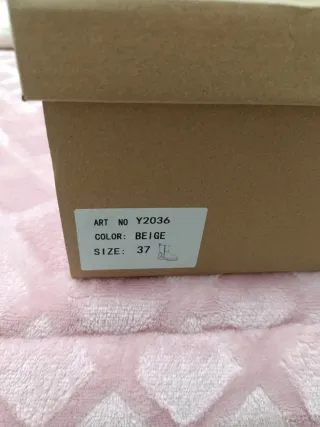 ART NO Y2036
COLOR: BEIGE
SIZE: 37